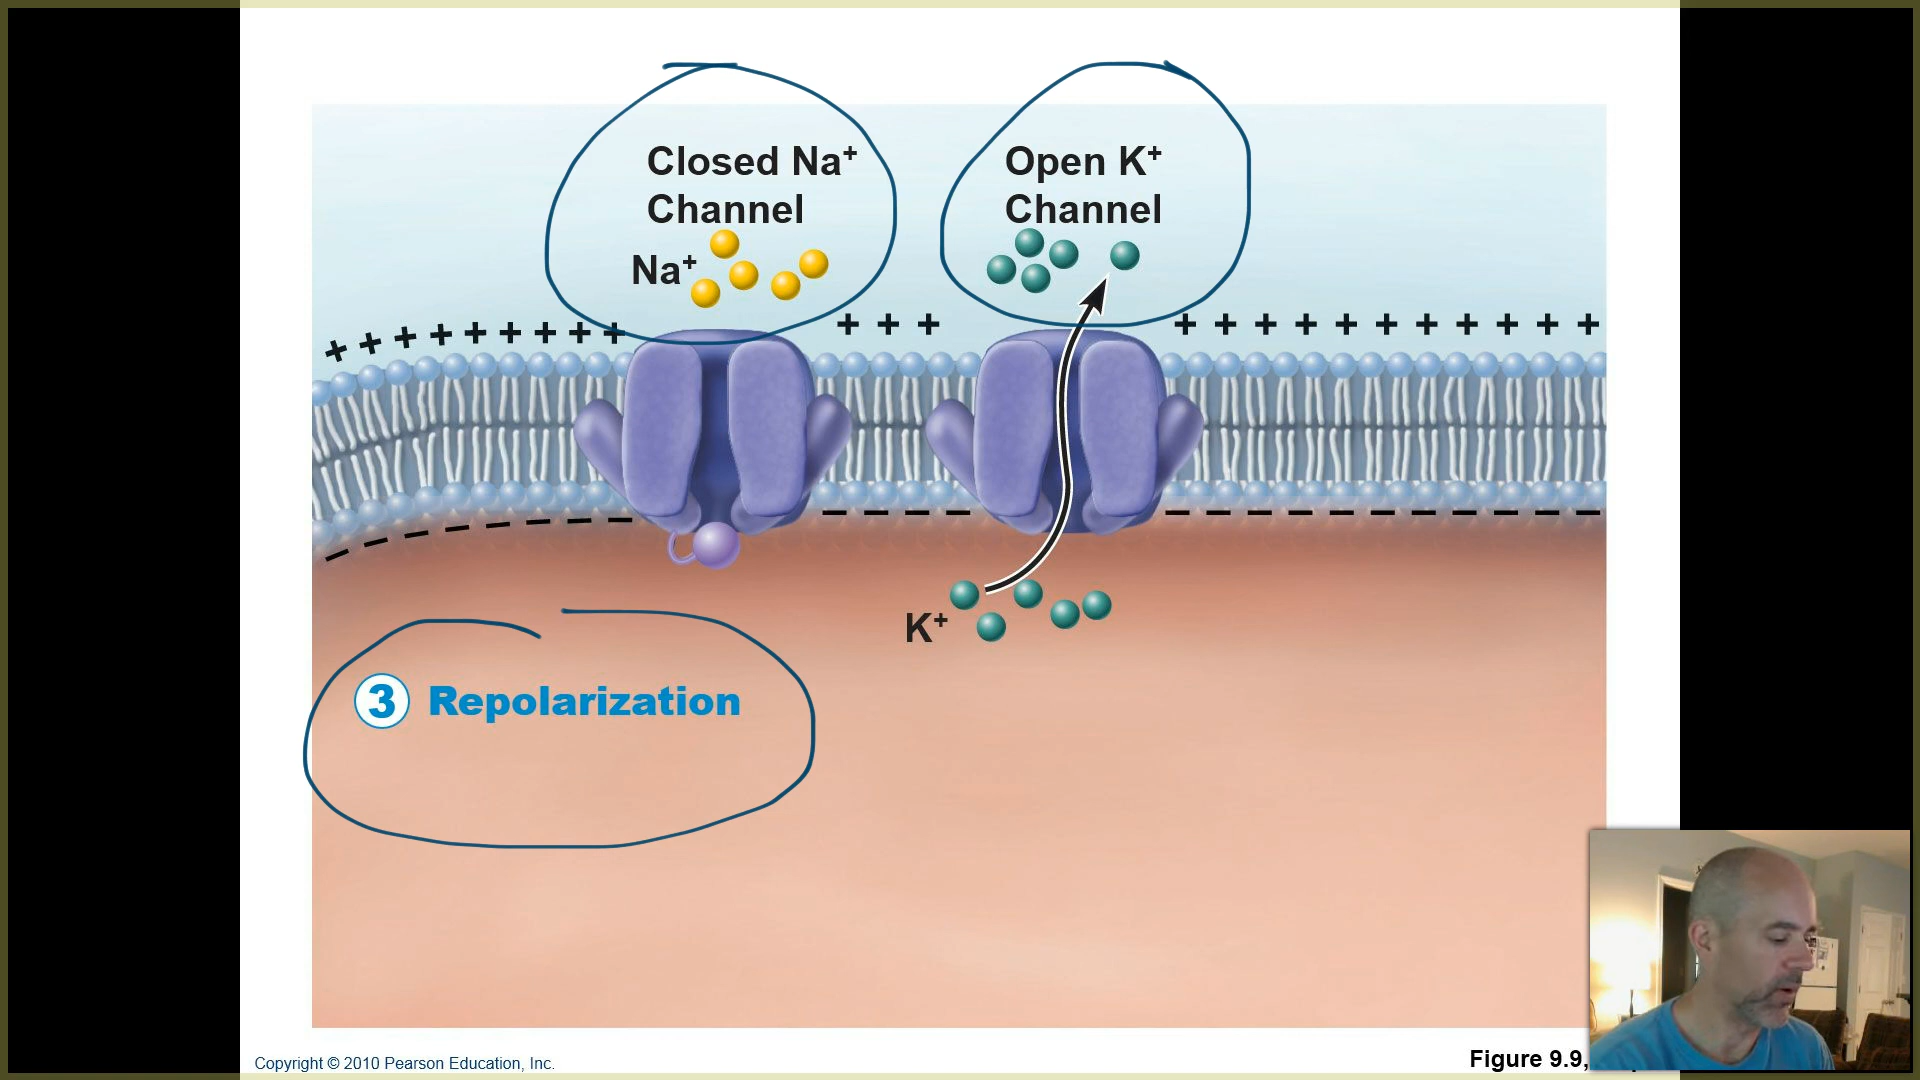 Closed Na+
Channel
Na+
Open K+
Channel
K+
3 Repolarization
Copyright © 2010 Pearson Education, Inc.
Figure 9.9,